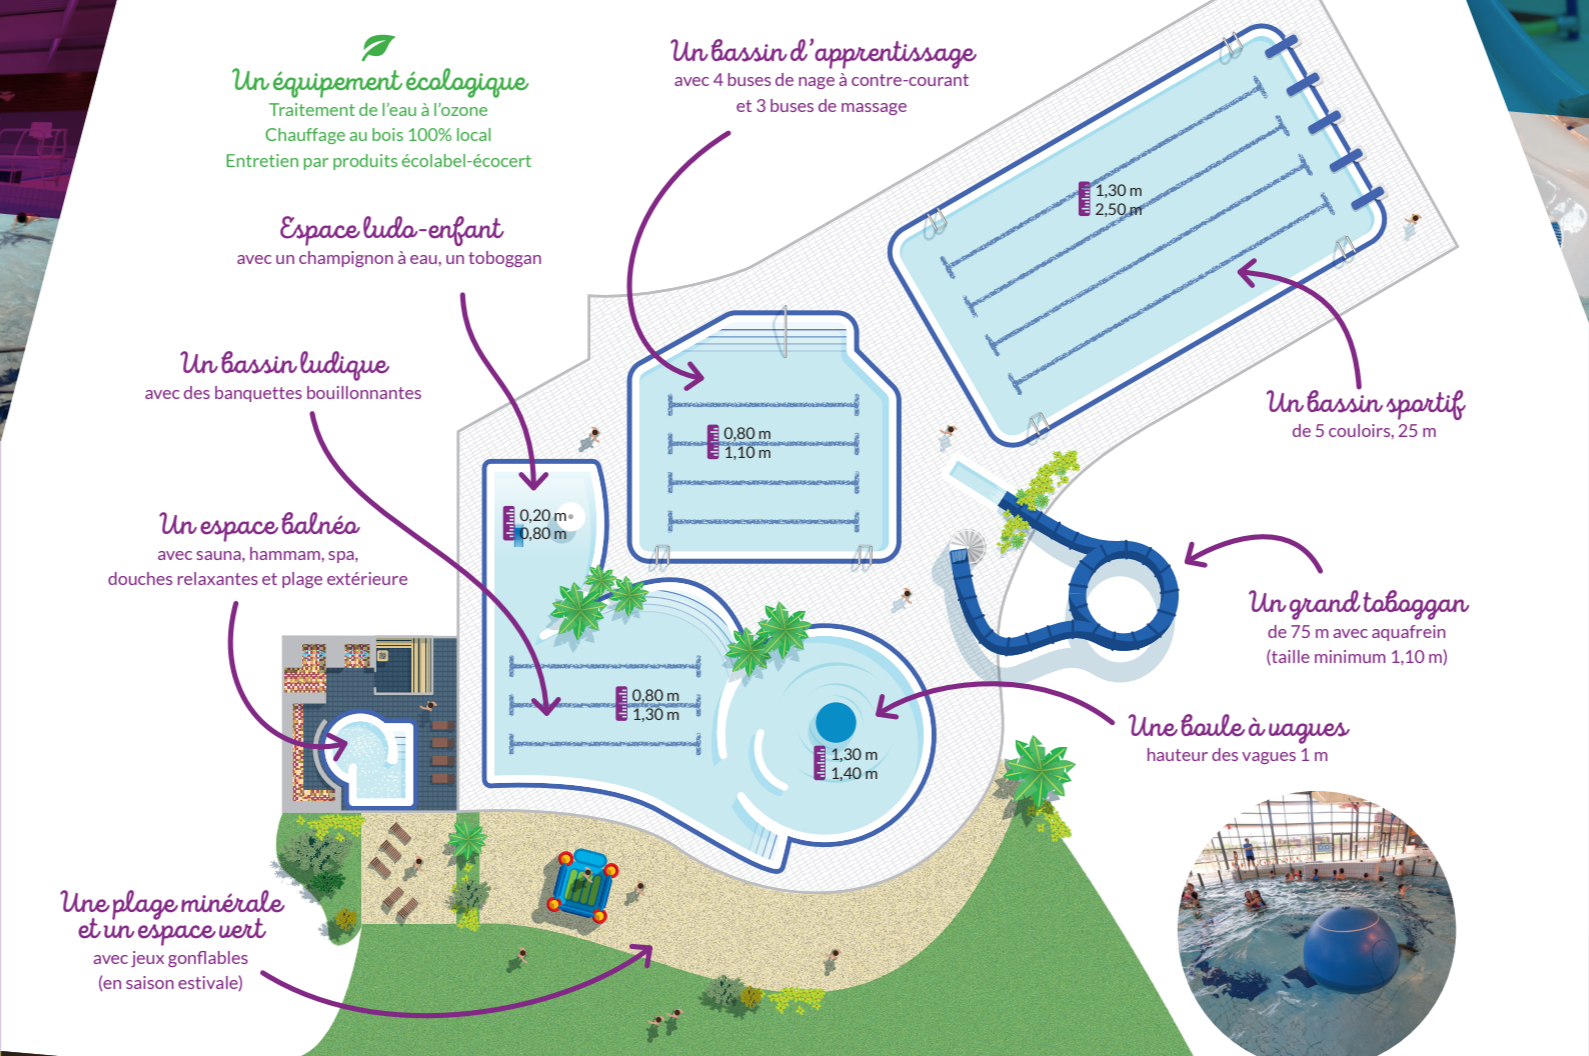 Un équipement écologique
Traitement de l'eau à l'ozone
Chauffage au bois 100% local
Entretien par produits écolabel-écocert
Un bassin d'apprentissage
avec 4 buses de nage à contre-courant
et 3 buses de massage
Espace ludo-enfant
avec un champignon à eau, un toboggan
Un bassin ludique
avec des banquettes bouillonnantes
Un espace balnéo
avec sauna, hammam, spa,
douches relaxantes et plage extérieure
Une plage minérale
et un espace vert
avec jeux gonflables
(en saison estivale)
1,30 m
2,50 m
0,80 m
1,10 m
0,20 m
0,80 m
0,80 m
1,30 m
1,30 m
1,40 m
Un bassin sportif
de 5 couloirs, 25 m
Un grand toboggan
de 75 m avec aquafrein
(taille minimum 1,10 m)
Une boule à vagues
hauteur des vagues 1 m